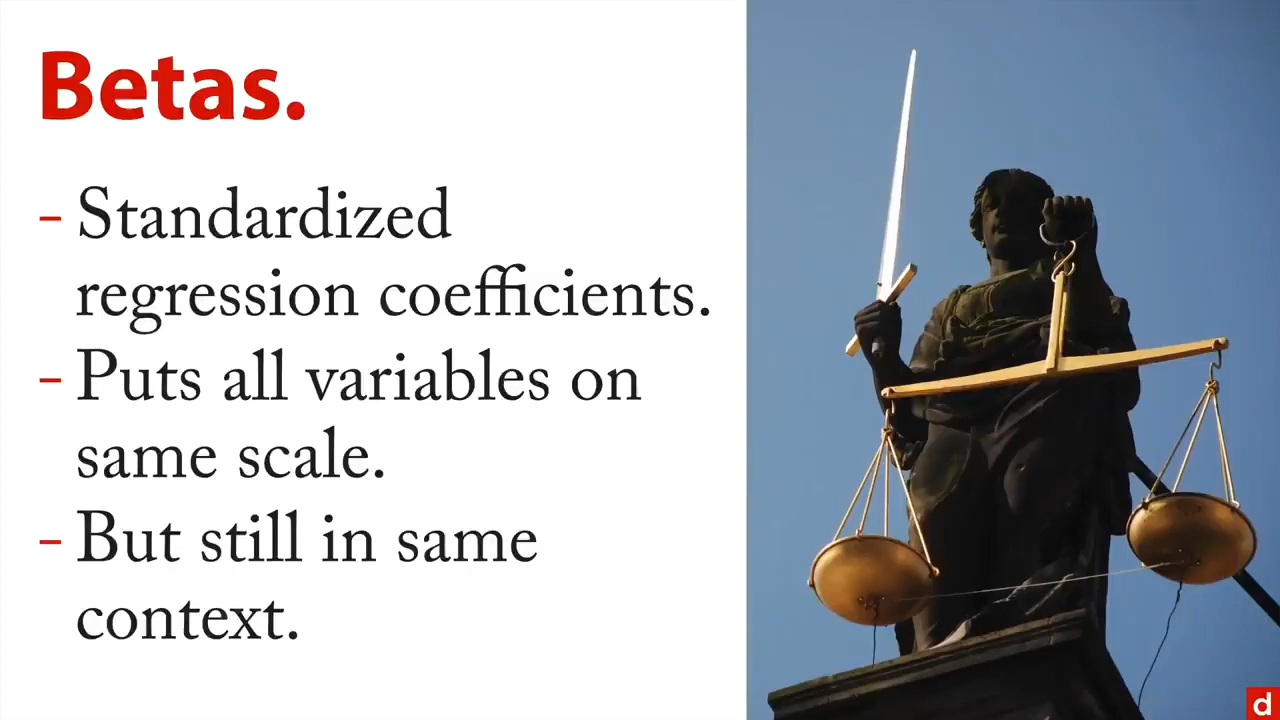 Betas.
- Standardized
regression coefficients.
- Puts all variables on
same scale.
- But still in same
context.
d